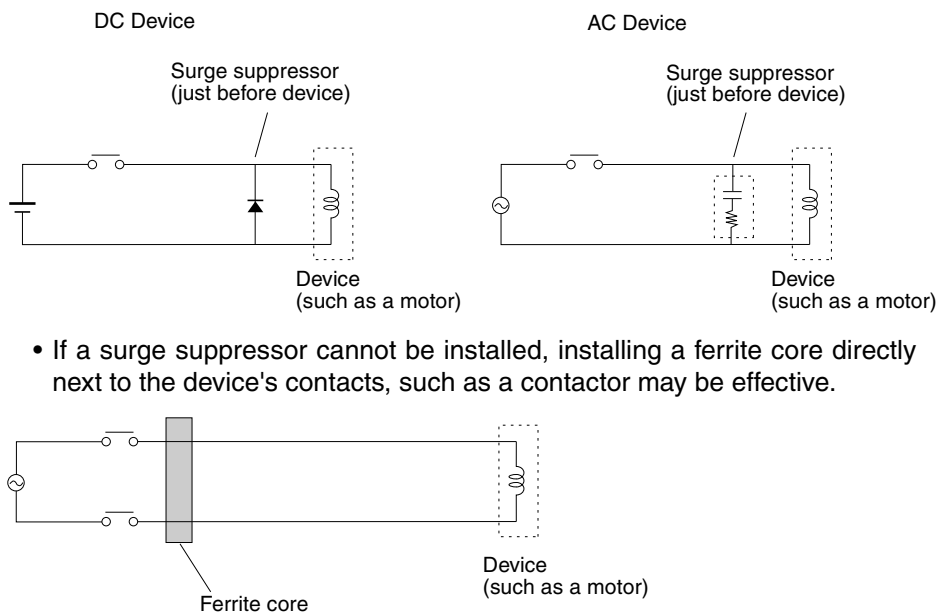 DC Device
AC Device
Surge suppressor
(just before device)
Surge suppressor
(just before device)
Device
(such as a motor)
Device
(such as a motor)
• If a surge suppressor cannot be installed, installing a ferrite core directly
next to the device's contacts, such as a contactor may be effective.
Device
(such as a motor)
Ferrite core